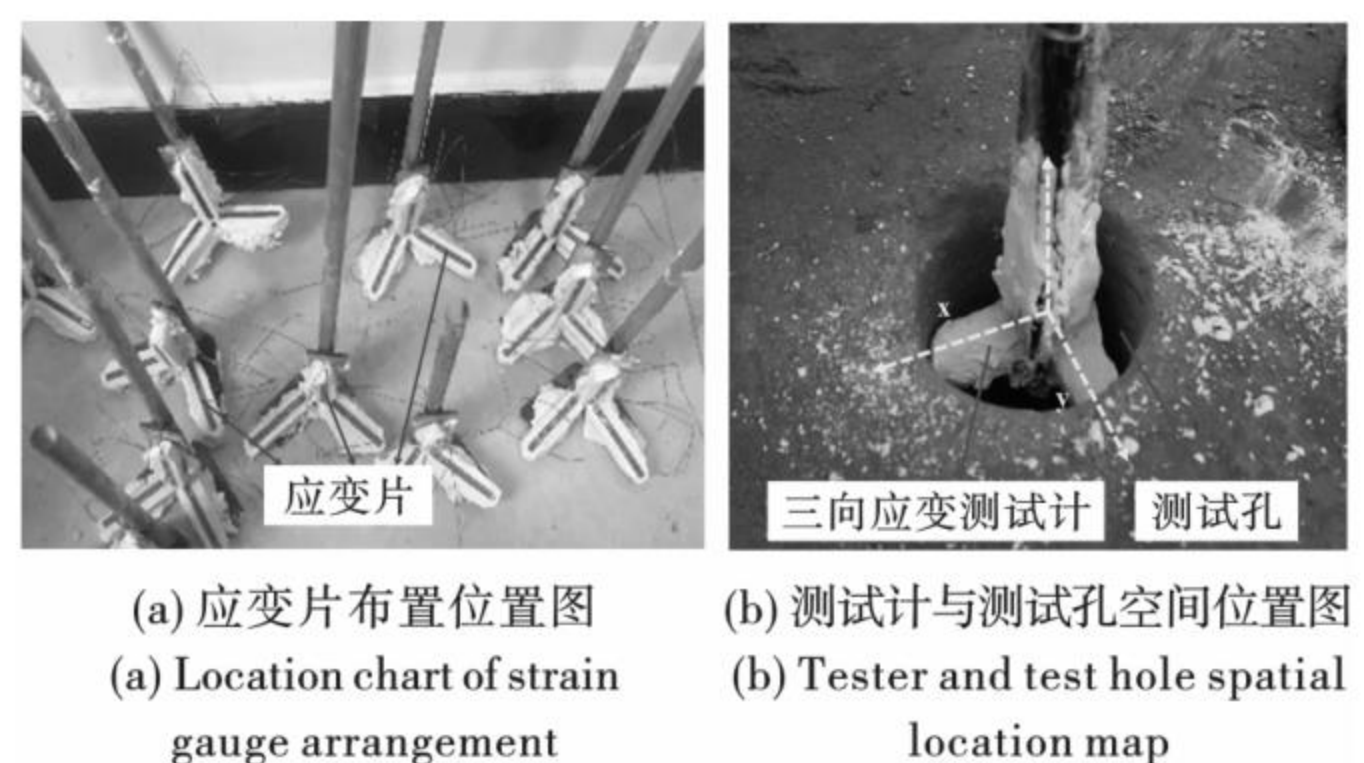 应变片
x
y
三向应变测试计
测试孔
(a) 应变片布置位置图
(a) Location chart of strain
gauge arrangement
(b) 测试计与测试孔空间位置图
(b) Tester and test hole spatial
location map